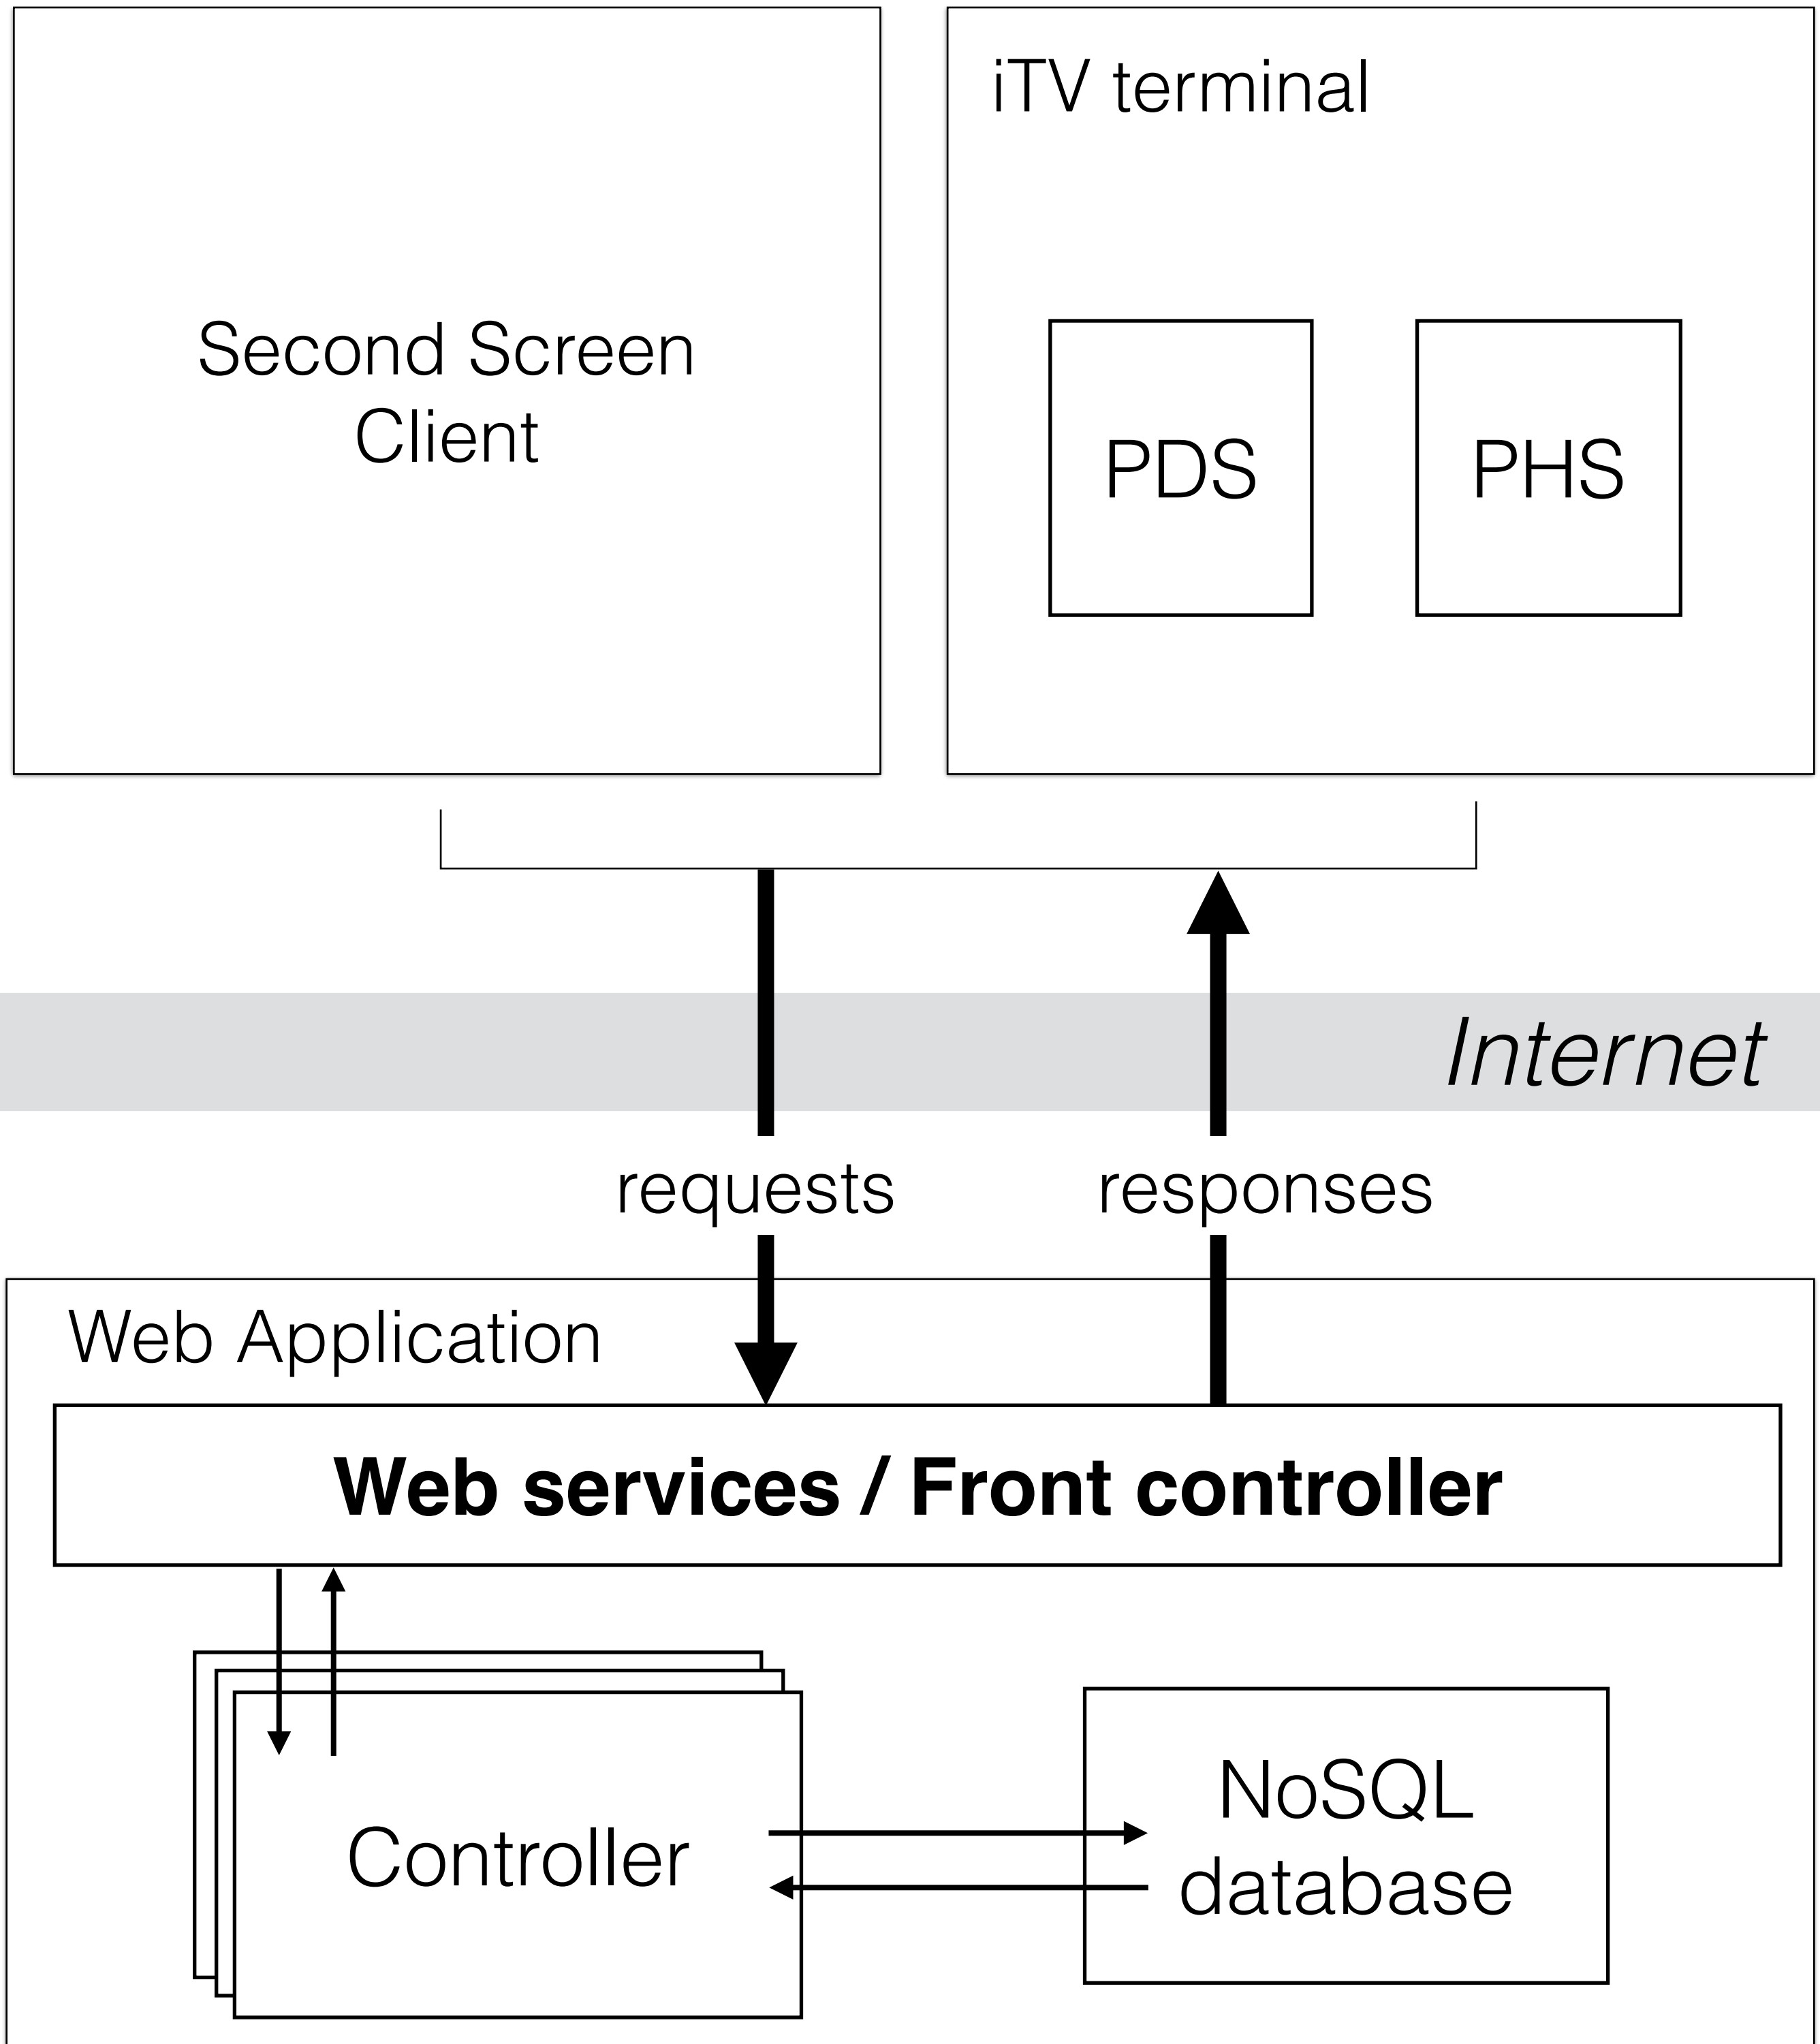 iTV terminal
Second Screen
Client
PDS
PHS
Internet
requests
responses
Web Application
Web services / Front controller
Controller
NoSQL
database